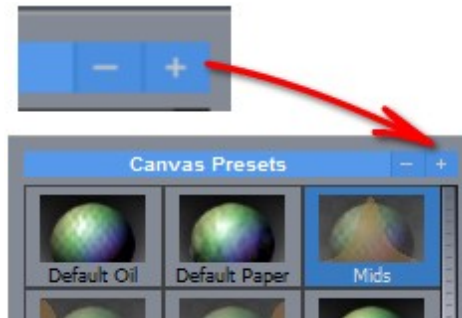 − +
Canvas Presets − +
Default Oil Default Paper Mids